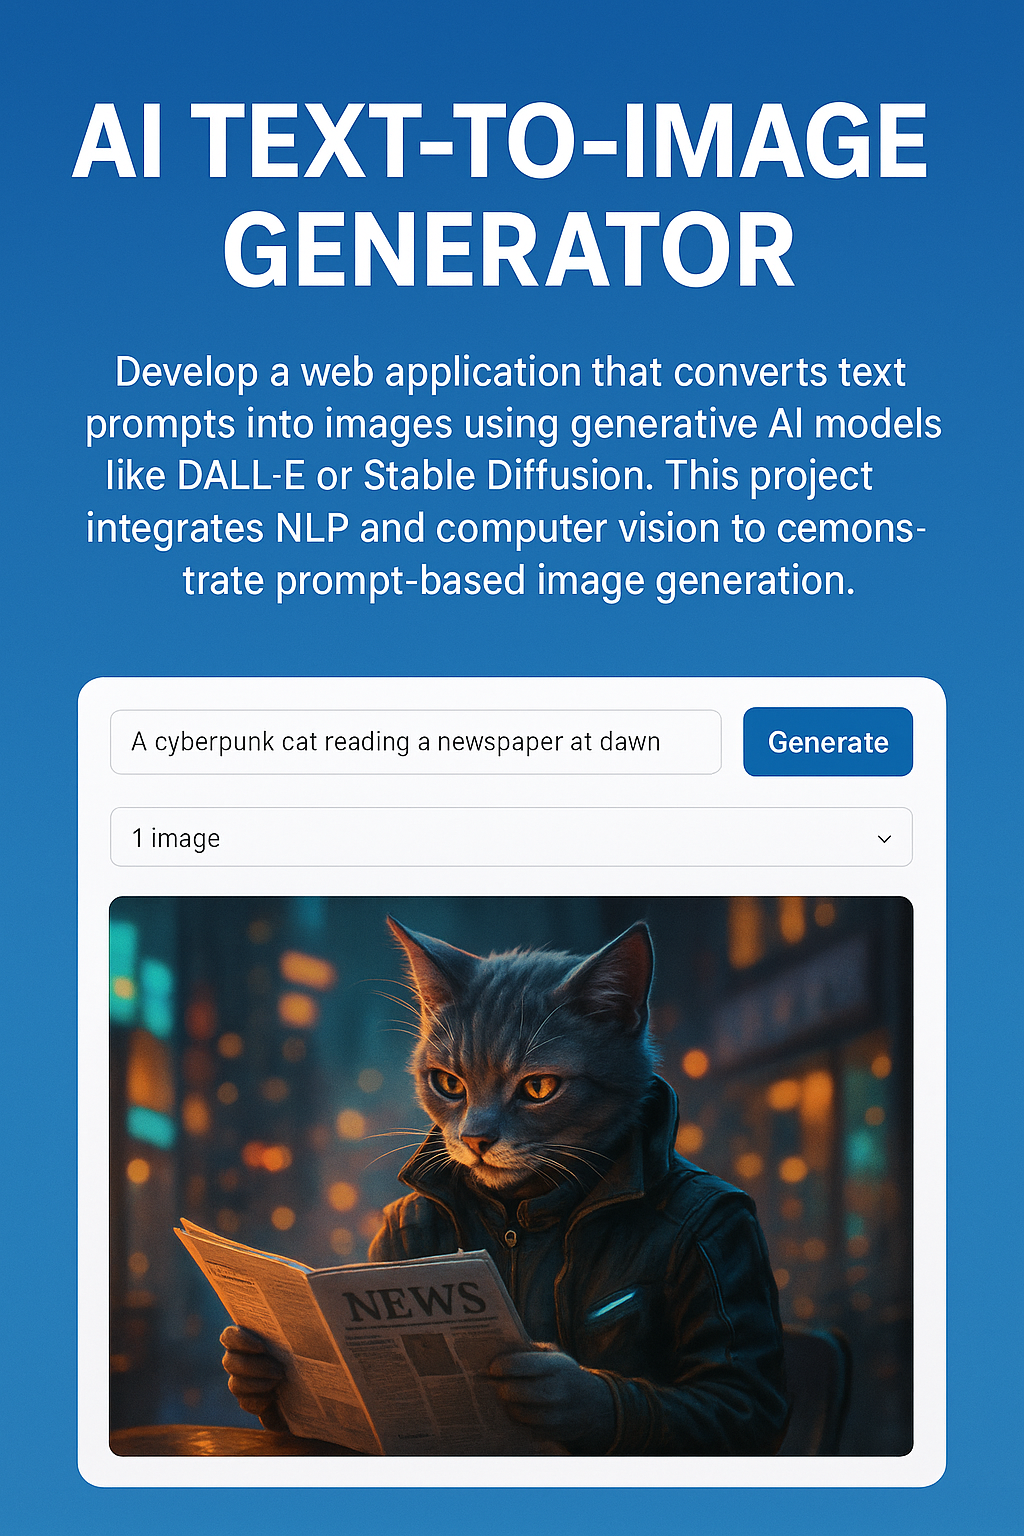 AI TEXT-TO-IMAGE
GENERATOR
Develop a web application that converts text
prompts into images using generative AI models
like DALL-E or Stable Diffusion. This project
integrates NLP and computer vision to cemons-
trate prompt-based image generation.
A cyberpunk cat reading a newspaper at dawn
Generate
1 image
NEWS